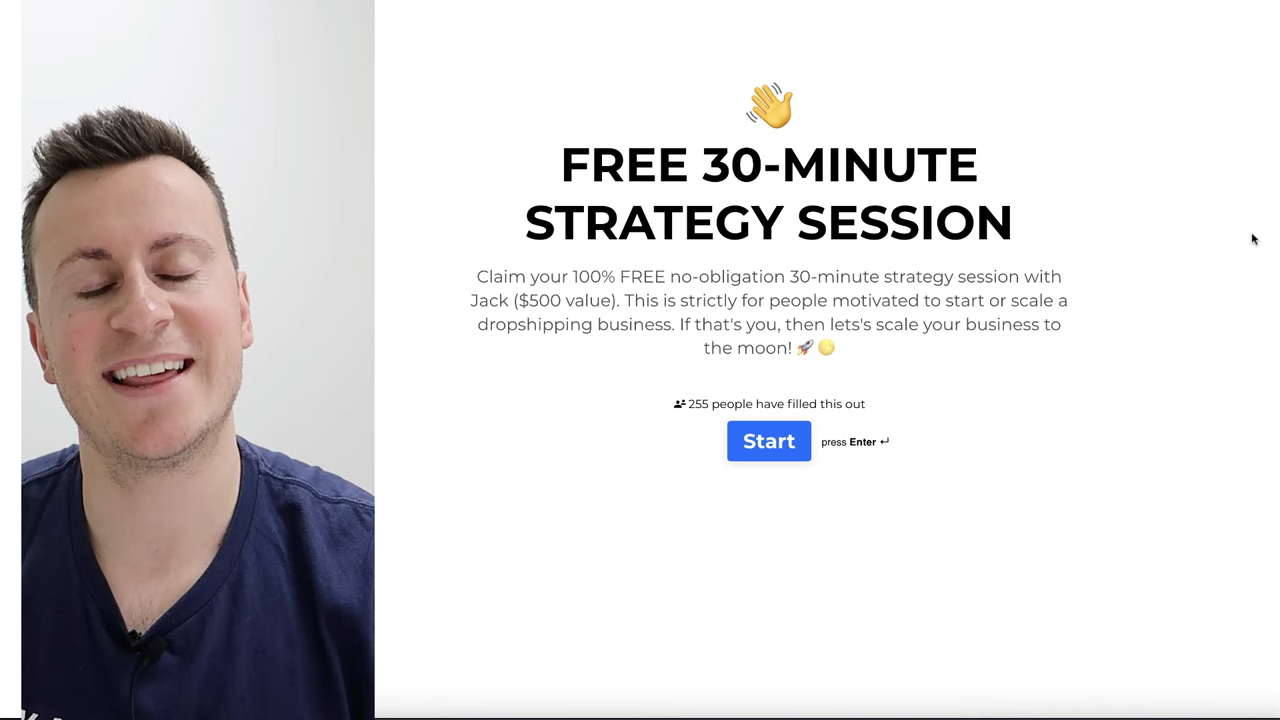 FREE 30-MINUTE
STRATEGY SESSION
Claim your 100% FREE no-obligation 30-minute strategy session with
Jack ($500 value). This is strictly for people motivated to start or scale a
dropshipping business. If that's you, then lets's scale your business to
the moon! 🚀 🌕
255 people have filled this out
Start press Enter ↵